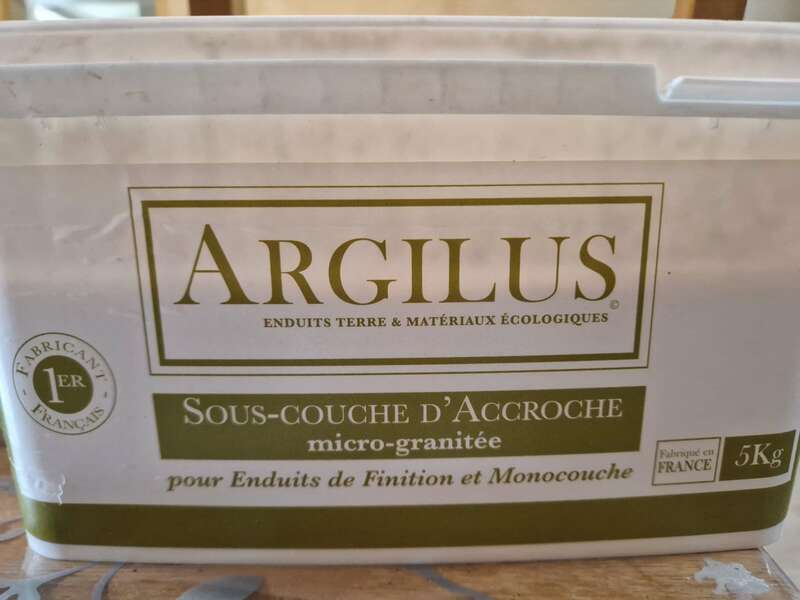 ARGILUS©
ENDUITS TERRE & MATÉRIAUX ÉCOLOGIQUES
FABRICANT
1ER
FRANÇAIS
SOUS-COUCHE D'ACCROCHE
micro-granitée
pour Enduits de Finition et Monocouche
Fabriqué en
FRANCE
5Kg